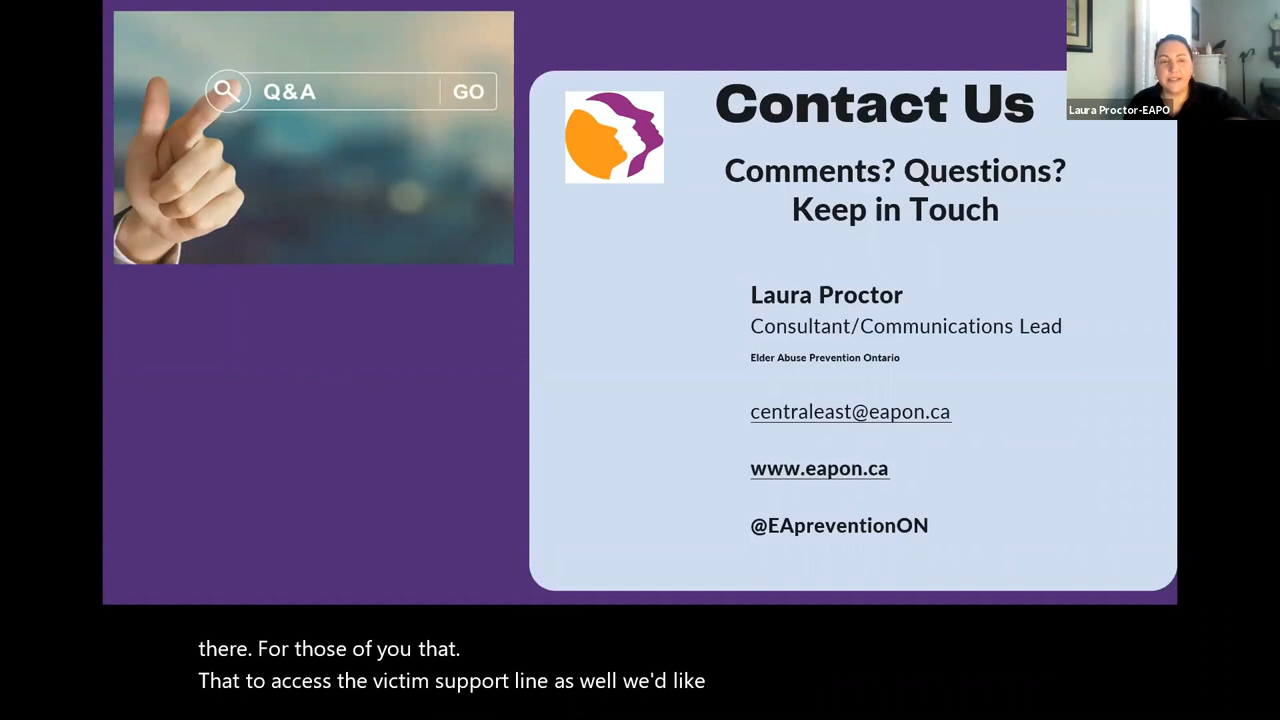 Q&A GO
Contact Us
Laura Proctor-EAPO
Comments? Questions?
Keep in Touch
Laura Proctor
Consultant/Communications Lead
Elder Abuse Prevention Ontario
centraleast@eapon.ca
www.eapon.ca
@EApreventionON
there. For those of you that.
That to access the victim support line as well we'd like